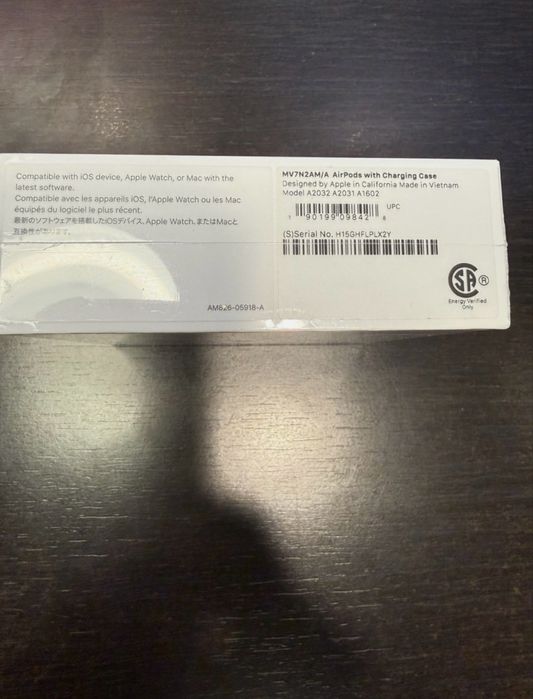 Compatible with iOS device, Apple Watch, or Mac with the
latest software.
Compatible avec les appareils iOS, l'Apple Watch ou les Mac
équipés du logiciel le plus récent.
最新のソフトウェアを搭載したiOSデバイス、Apple Watch、またはMacと
互換性があります。
AM826-05918-A
MV7N2AM/A AirPods with Charging Case
Designed by Apple in California Made in Vietnam
Model A2032 A2031 A1602
UPC
1 90199 09842 8
(S)Serial No. H15GHFLPLX2Y
SA ®
Energy Verified
Only